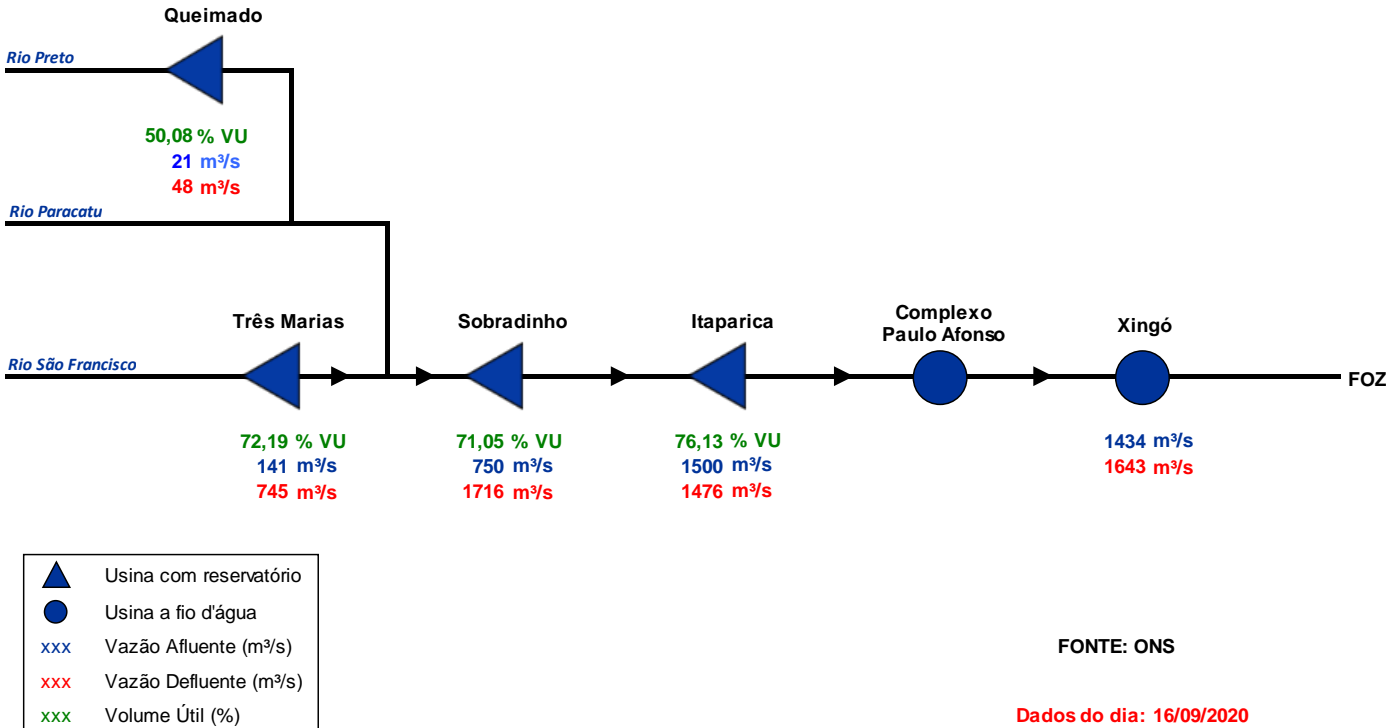 Queimado
Rio Preto
50,08 % VU
21 m³/s
48 m³/s
Rio Paracatu
Três Marias
Sobradinho
Itaparica
Complexo
Paulo Afonso
Xingó
Rio São Francisco
FOZ
72,19 % VU
141 m³/s
745 m³/s
71,05 % VU
750 m³/s
1716 m³/s
76,13 % VU
1500 m³/s
1476 m³/s
1434 m³/s
1643 m³/s
Usina com reservatório
Usina a fio d'água
xxx Vazão Afluente (m³/s)
xxx Vazão Defluente (m³/s)
xxx Volume Útil (%)
FONTE: ONS
Dados do dia: 16/09/2020